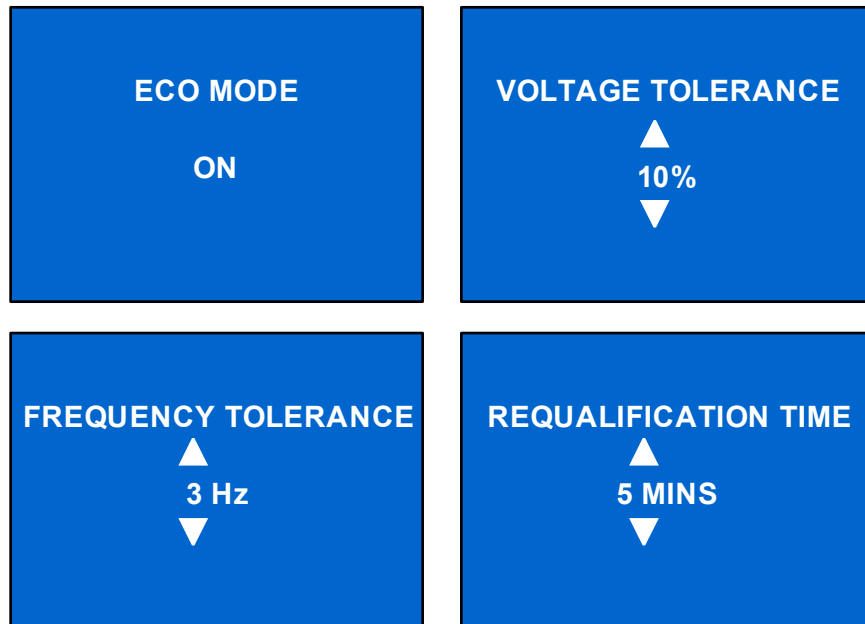 ECO MODE
ON
VOLTAGE TOLERANCE
10%
FREQUENCY TOLERANCE
3 Hz
REQUALIFICATION TIME
5 MINS